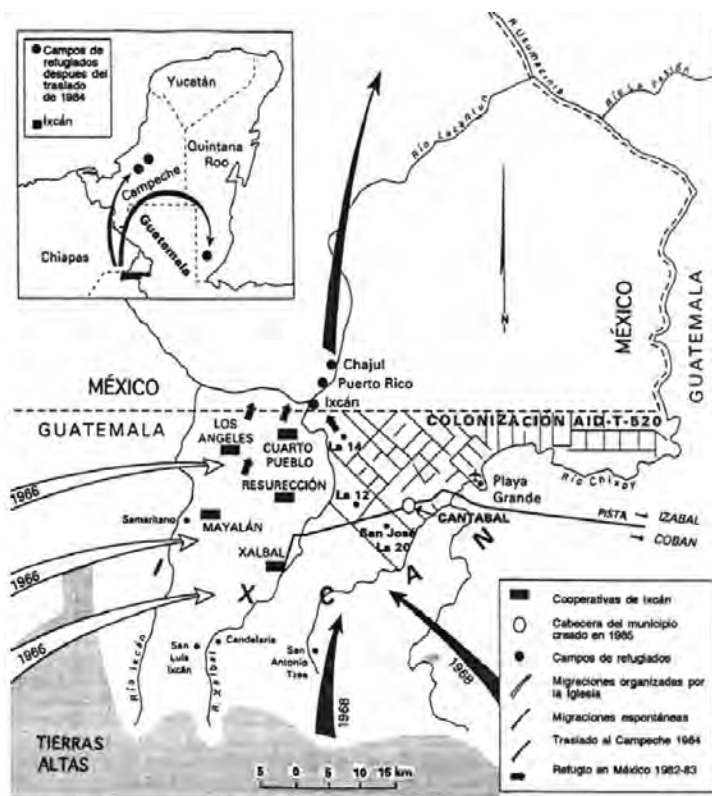 Campos de
refugiados
despues del
traslado
de 1984
Ixcán
Yucatán
Quintana
Roo
Campeche
Guatemala
Chiapas
R. Usumacinta
Río La Pasión
Río Lacantun
N
MÉXICO
GUATEMALA
Chajul
Puerto Rico
Ixcán
MÉXICO
GUATEMALA
COLONIZACIÓN AID-T-520
LOS
ANGELES
CUARTO
PUEBLO
La 14
RESURECCIÓN
La 12
Playa
Grande
Río Chixoy
1966
Samaritano
MAYALÁN
CANTABAL
PISTA
IZABAL
COBAN
San José
La 20
XALBAL
1966
I X C A N
1966
San
Luis
Ixcán
Candelaria
San
Antonio
Tres
Río Ixcán
R. Xalbal
1968
1968
TIERRAS
ALTAS
5 0 5 10 15 km
Cooperativas de Ixcán
Cabecera del municipio
creado en 1985
Campos de refugiados
Migraciones organizadas por
la Iglesia
Migraciones espontáneas
Traslado al Campeche 1984
Refugio en México 1982-83